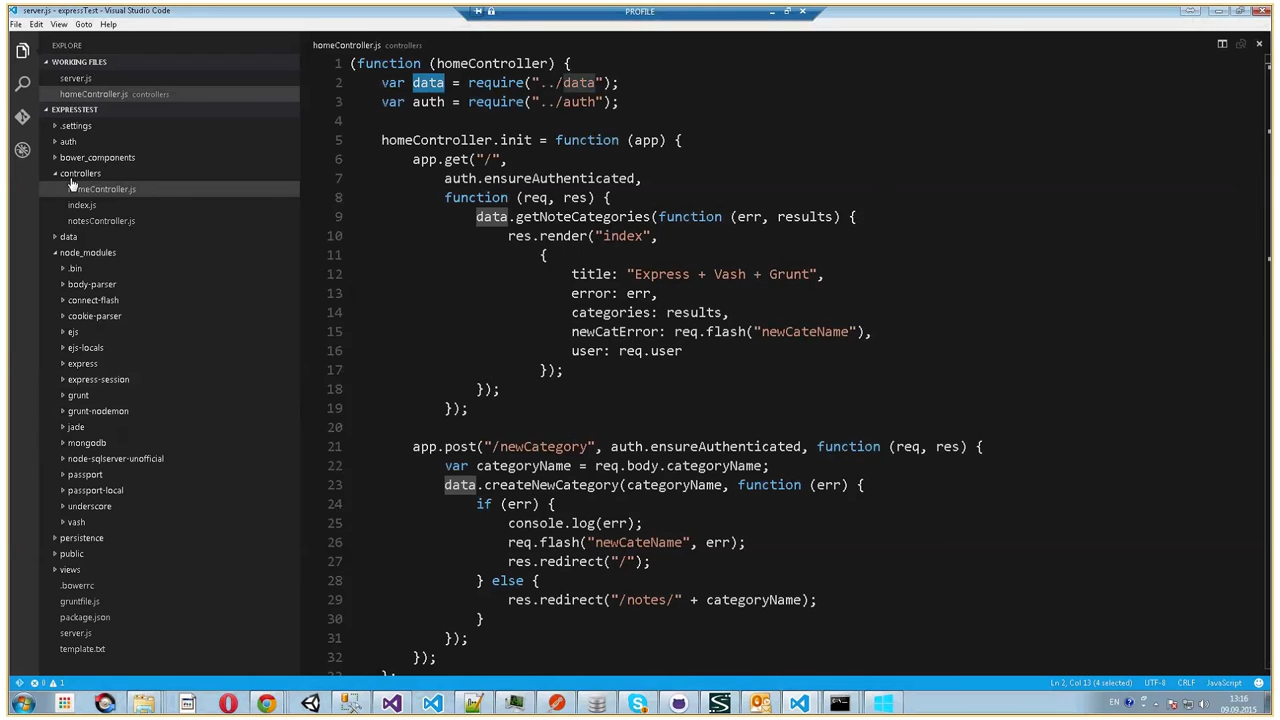 server.js - expressTest - Visual Studio Code
PROFILE
File Edit View Goto Help
EXPLORE
WORKING FILES
server.js
homeController.js controllers
EXPRESSTEST
.settings
auth
bower_components
controllers
homeController.js
index.js
notesController.js
data
node_modules
.bin
body-parser
connect-flash
cookie-parser
ejs
ejs-locals
express
express-session
grunt
grunt-nodemon
jade
mongodb
node-sqlserver-unofficial
passport
passport-local
underscore
vash
persistence
public
views
.bowerrc
gruntfile.js
package.json
server.js
template.txt
homeController.js controllers
1 (function (homeController) {
2 var data = require("../data");
3 var auth = require("../auth");
4
5 homeController.init = function (app) {
6 app.get("/",
7 auth.ensureAuthenticated,
8 function (req, res) {
9 data.getNoteCategories(function (err, results) {
10 res.render("index",
11 {
12 title: "Express + Vash + Grunt",
13 error: err,
14 categories: results,
15 newCatError: req.flash("newCateName"),
16 user: req.user
17 });
18 });
19 });
20
21 app.post("/newCategory", auth.ensureAuthenticated, function (req, res) {
22 var categoryName = req.body.categoryName;
23 data.createNewCategory(categoryName, function (err) {
24 if (err) {
25 console.log(err);
26 req.flash("newCateName", err);
27 res.redirect("/");
28 } else {
29 res.redirect("/notes/" + categoryName);
30 }
31 });
32 });
33 };
0 1
Ln 2, Col 13 (4 selected) UTF-8 CRLF JavaScript
EN 13:16
09.09.2015